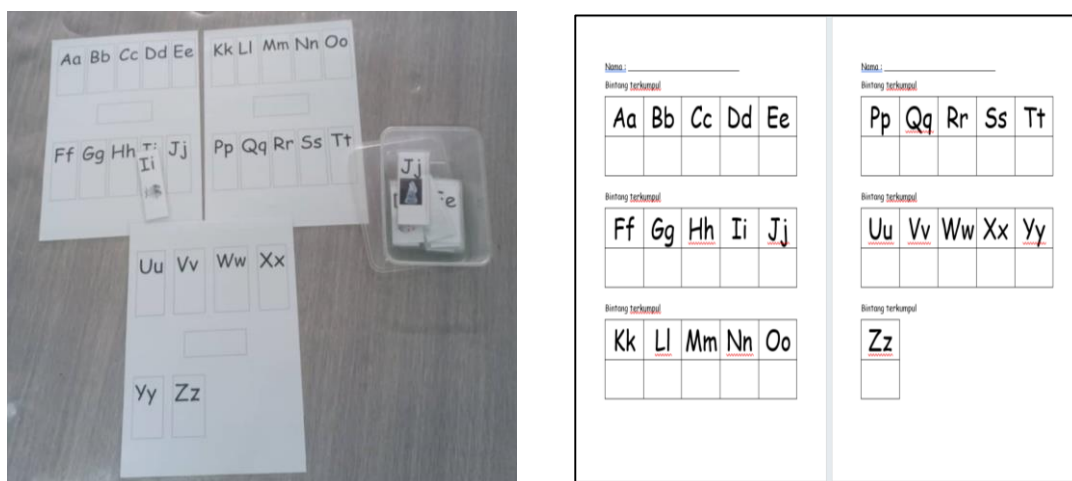 Aa Bb Cc Dd Ee
Ff Gg Hh Ii Jj
Ii
Kk Ll Mm Nn Oo
Pp Qq Rr Ss Tt
Jj
Uu Vv Ww Xx
Yy Zz
Nama :
Bintang terkumpul
Aa Bb Cc Dd Ee
Bintang terkumpul
Ff Gg Hh Ii Jj
Bintang terkumpul
Kk Ll Mm Nn Oo
Nama :
Bintang terkumpul
Pp Qq Rr Ss Tt
Bintang terkumpul
Uu Vv Ww Xx Yy
Bintang terkumpul
Zz